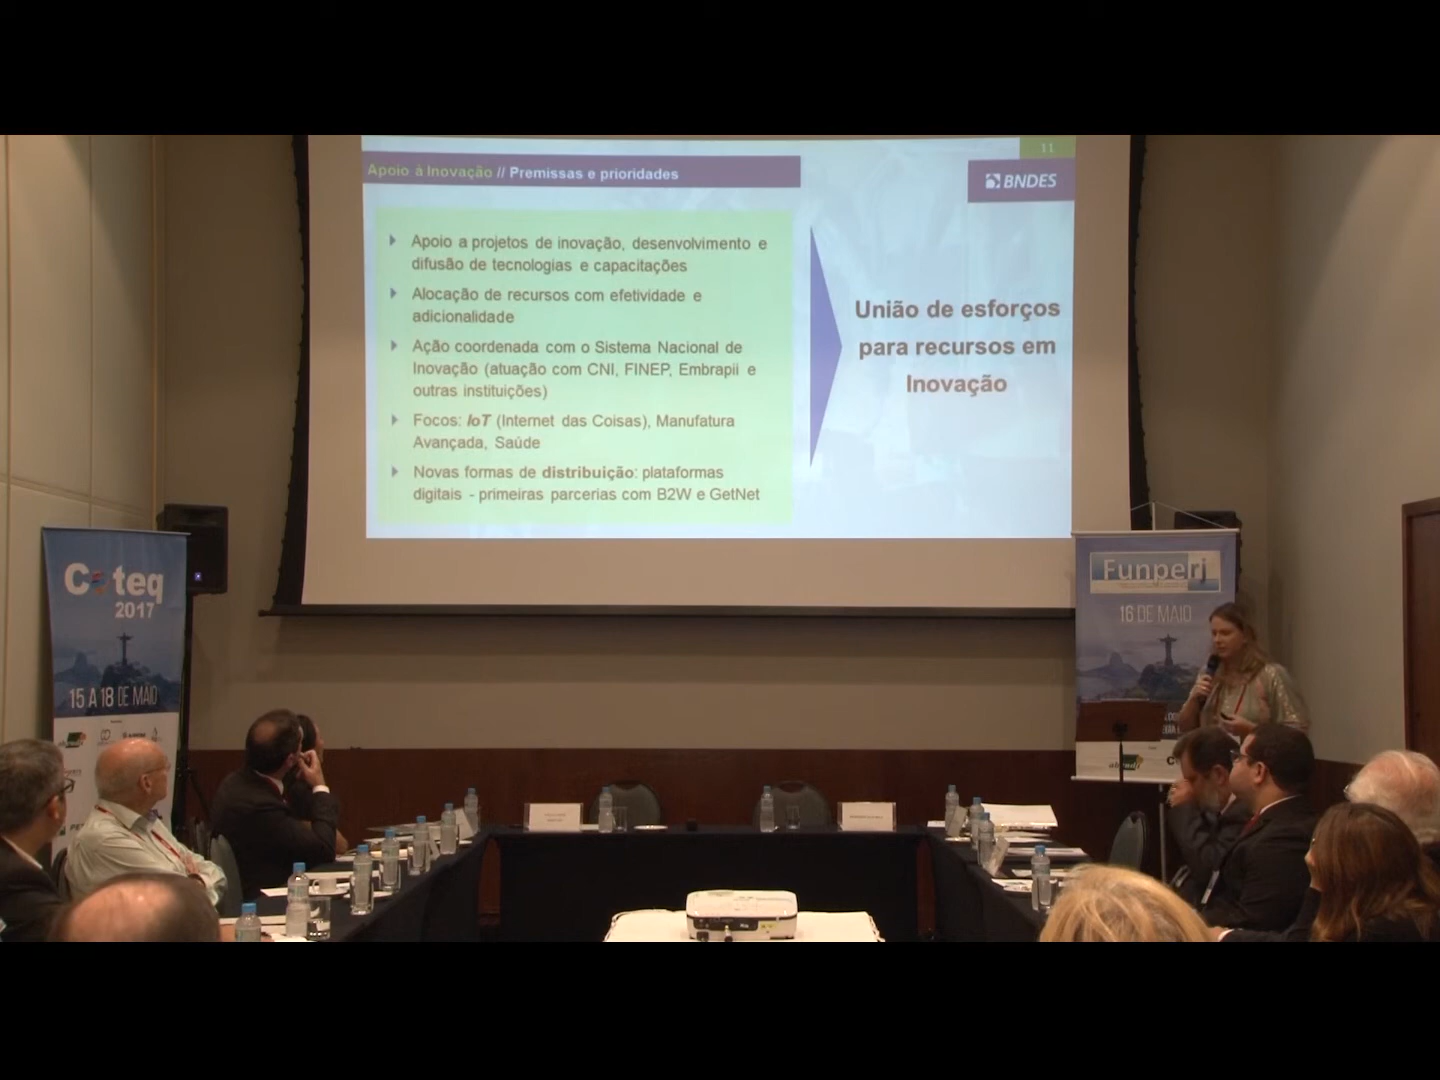 11
Apoio à Inovação // Premissas e prioridades
BNDES
Apoio a projetos de inovação, desenvolvimento e
difusão de tecnologias e capacitações
Alocação de recursos com efetividade e
adicionalidade
Ação coordenada com o Sistema Nacional de
Inovação (atuação com CNI, FINEP, Embrapii e
outras instituições)
Focos: IoT (Internet das Coisas), Manufatura
Avançada, Saúde
Novas formas de distribuição: plataformas
digitais - primeiras parcerias com B2W e GetNet
União de esforços
para recursos em
Inovação
Coteq
2017
15 A 18 DE MAIO
Funperj
16 DE MAIO